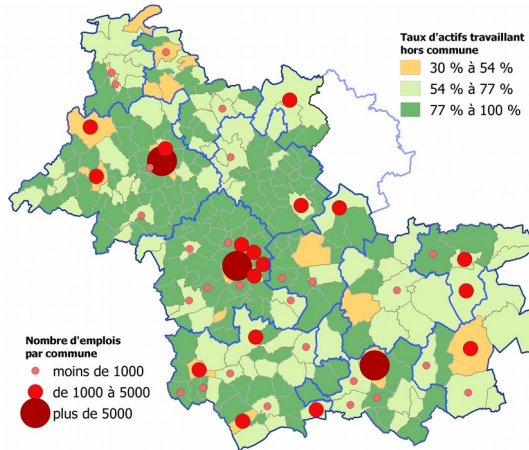 Taux d'actifs travaillant
hors commune
30 % à 54 %
54 % à 77 %
77 % à 100 %
Nombre d'emplois
par commune
moins de 1000
de 1000 à 5000
plus de 5000